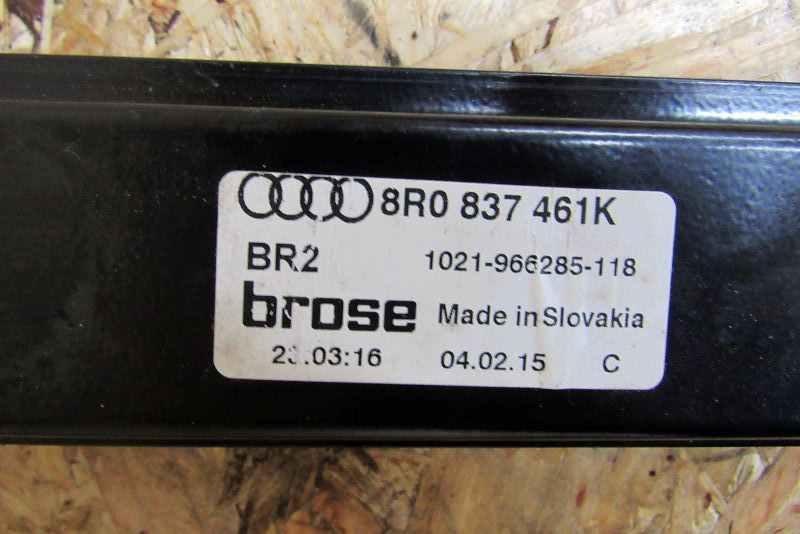 8R0 837 461K
BR2 1021-966285-118
brose Made in Slovakia
04.02.15 C